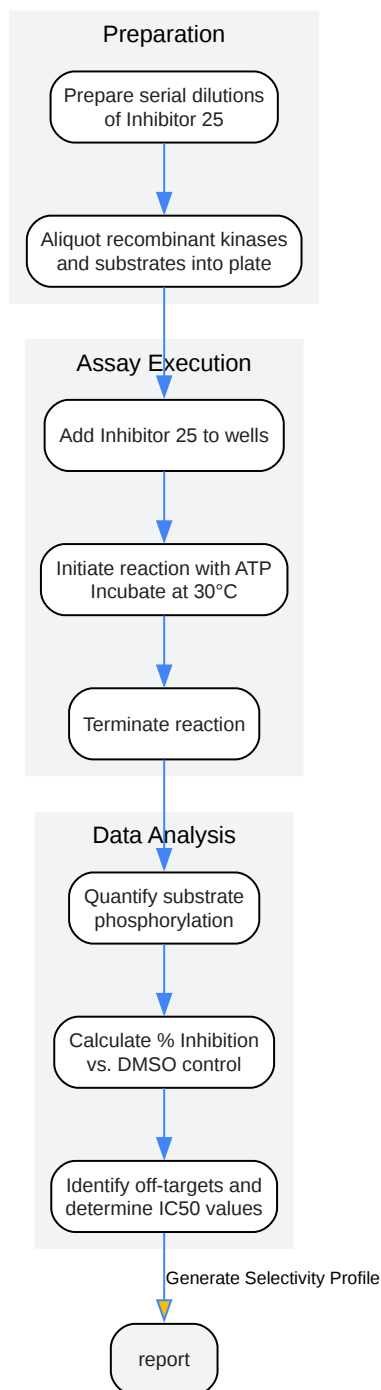 Preparation
Prepare serial dilutions
of Inhibitor 25
Aliquot recombinant kinases
and substrates into plate
Assay Execution
Add Inhibitor 25 to wells
Initiate reaction with ATP
Incubate at 30°C
Terminate reaction
Data Analysis
Quantify substrate
phosphorylation
Calculate % Inhibition
vs. DMSO control
Identify off-targets and
determine IC50 values
Generate Selectivity Profile
report